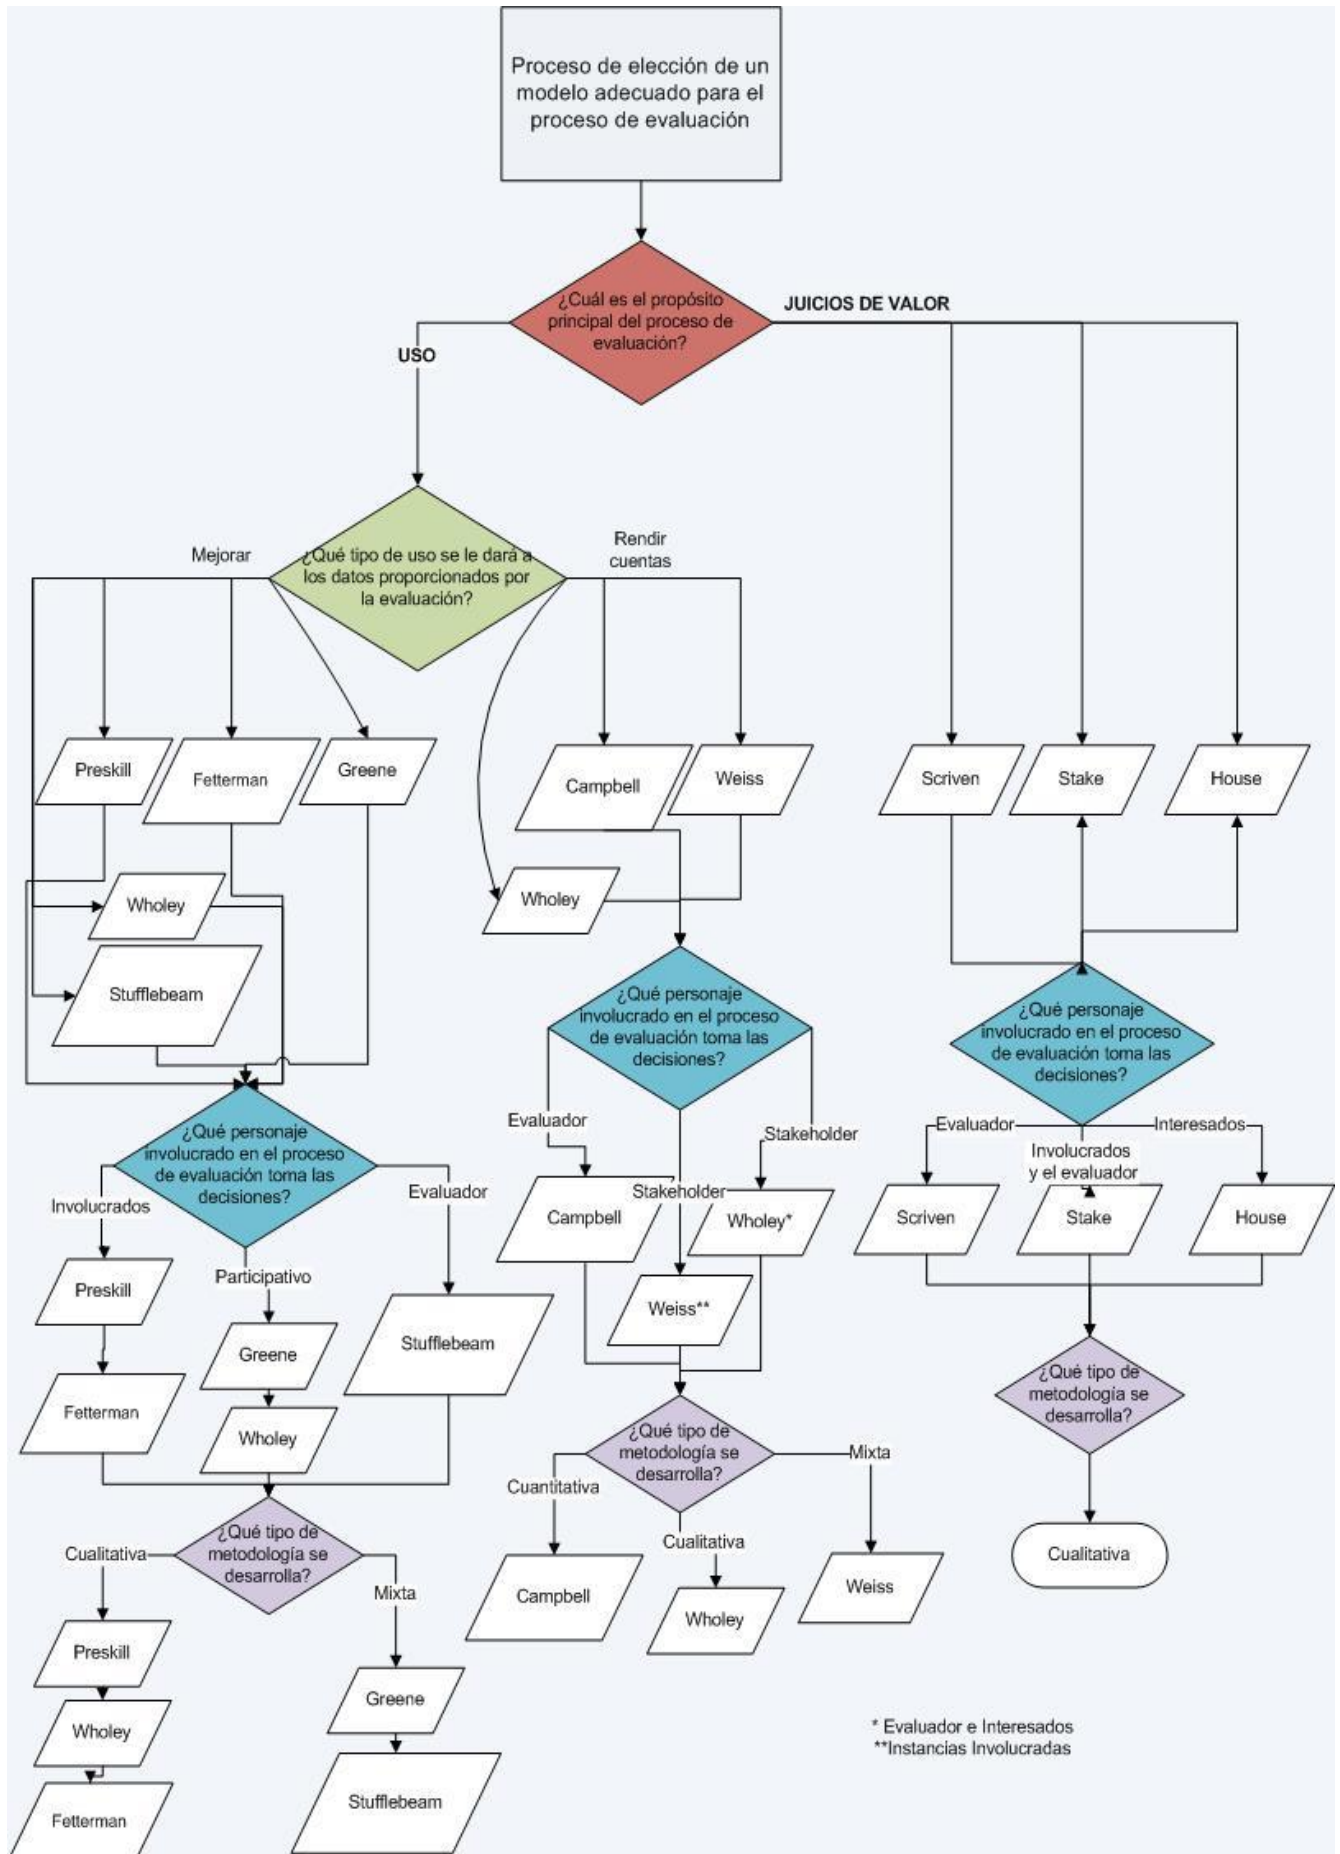 Proceso de elección de un
modelo adecuado para el
proceso de evaluación
¿Cuál es el propósito
principal del proceso de
evaluación?
JUICIOS DE VALOR
USO
¿Qué tipo de uso se le dará a
los datos proporcionados por
la evaluación?
Mejorar
Rendir
cuentas
Preskill
Fetterman
Greene
Campbell
Weiss
Scriven
Stake
House
Wholey
Wholey
Stufflebeam
¿Qué personaje
involucrado en el proceso
de evaluación toma las
decisiones?
¿Qué personaje
involucrado en el proceso
de evaluación toma las
decisiones?
¿Qué personaje
involucrado en el proceso
de evaluación toma las
decisiones?
Evaluador
Stakeholder
Stakeholder
Evaluador
Involucrados
y el evaluador
Interesados
Involucrados
Participativo
Evaluador
Campbell
Wholey*
Weiss**
Scriven
Stake
House
Preskill
Greene
Stufflebeam
Fetterman
Wholey
¿Qué tipo de
metodología se
desarrolla?
¿Qué tipo de
metodología se
desarrolla?
¿Qué tipo de
metodología se
desarrolla?
Cuantitativa
Cualitativa
Mixta
Cualitativa
Campbell
Wholey
Weiss
Cualitativa
Mixta
Preskill
Wholey
Fetterman
Greene
Stufflebeam
* Evaluador e Interesados
**Instancias Involucradas